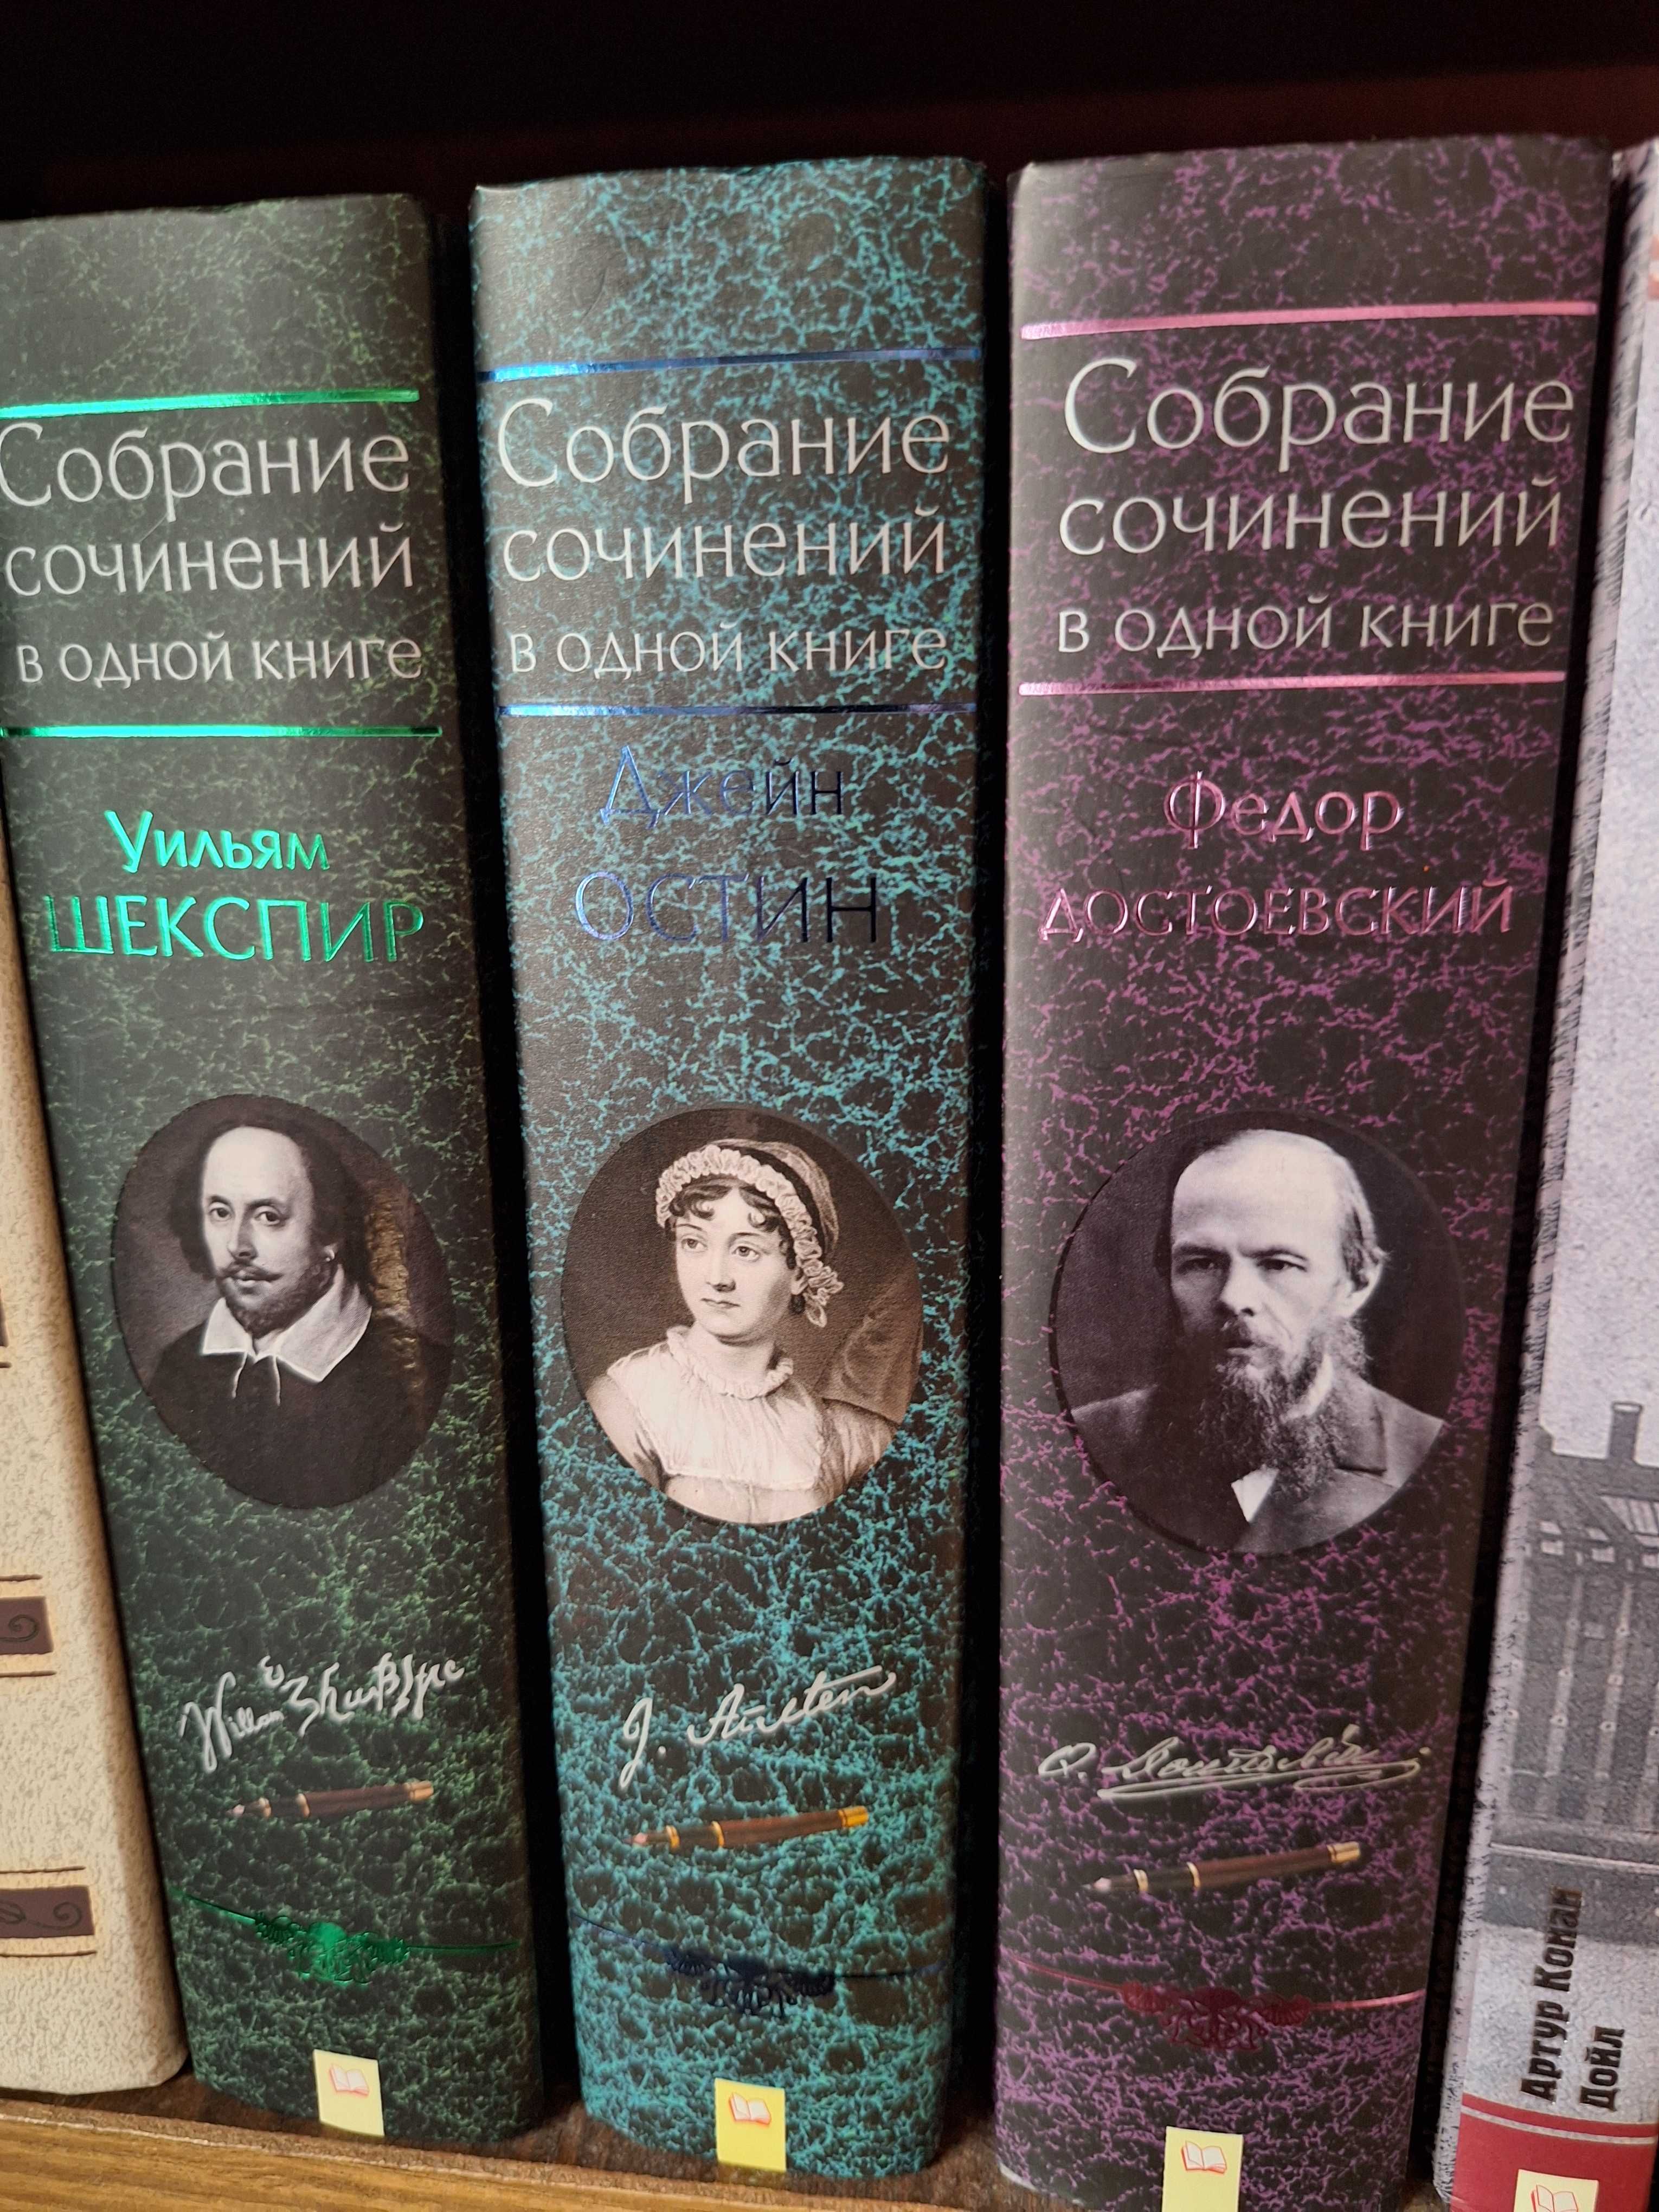 Собрание
сочинений
в одной книге
Уильям
ШЕКСПИР
Собрание
сочинений
в одной книге
Джейн
ОСТИН
J. Austen
Собрание
сочинений
в одной книге
Федор
ДОСТОЕВСКИЙ
Артур Конан
Дойл